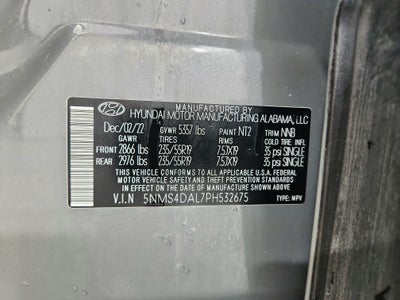 MANUFACTURED BY
HYUNDAI MOTOR MANUFACTURING ALABAMA, LLC
Dec/02/22 GVWR 5357 lbs PAINT NT2 TRIM NNB
GAWR TIRES RIMS COLD TIRE INFL
FRONT 2866 lbs 235/55R19 7.5JX19 35 psi SINGLE
REAR 2976 lbs 235/55R19 7.5JX19 35 psi SINGLE
THIS VEHICLE CONFORMS TO ALL APPLICABLE U.S. FEDERAL
MOTOR VEHICLE SAFETY AND THEFT PREVENTION STANDARDS
IN EFFECT ON THE DATE OF MANUFACTURE SHOWN ABOVE.
V.I.N 5NMS4DAL7PH532675 TYPE: MPV